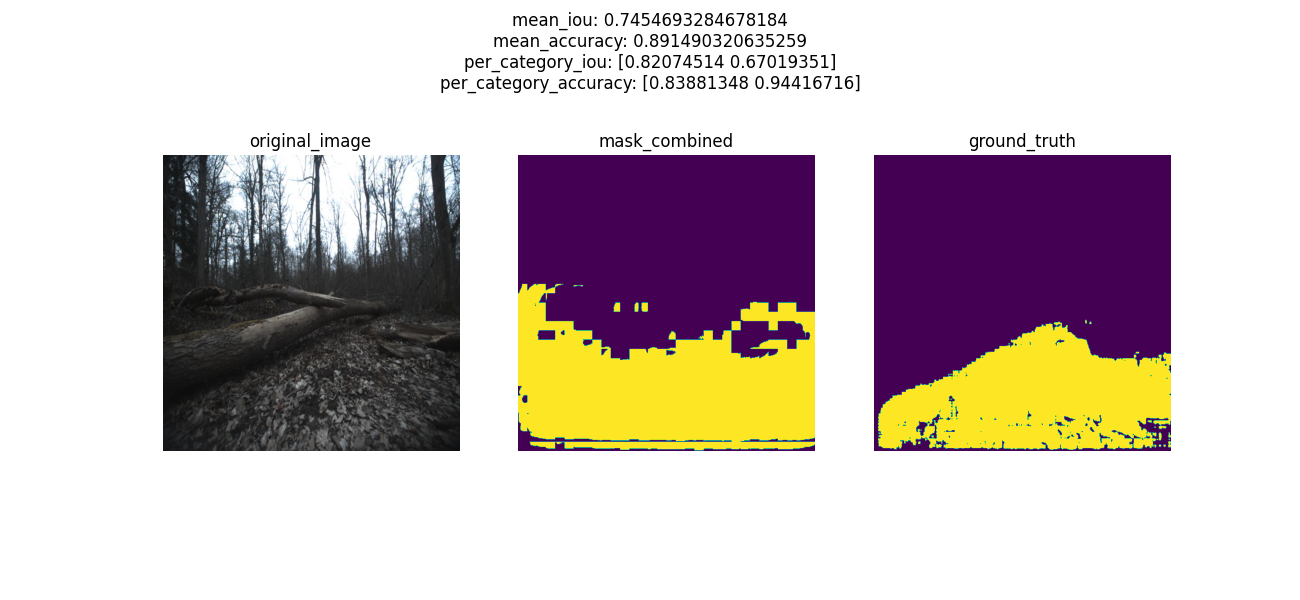 mean_iou: 0.7454693284678184
mean_accuracy: 0.891490320635259
per_category_iou: [0.82074514 0.67019351]
per_category_accuracy: [0.83881348 0.94416716]
original_image
mask_combined
ground_truth